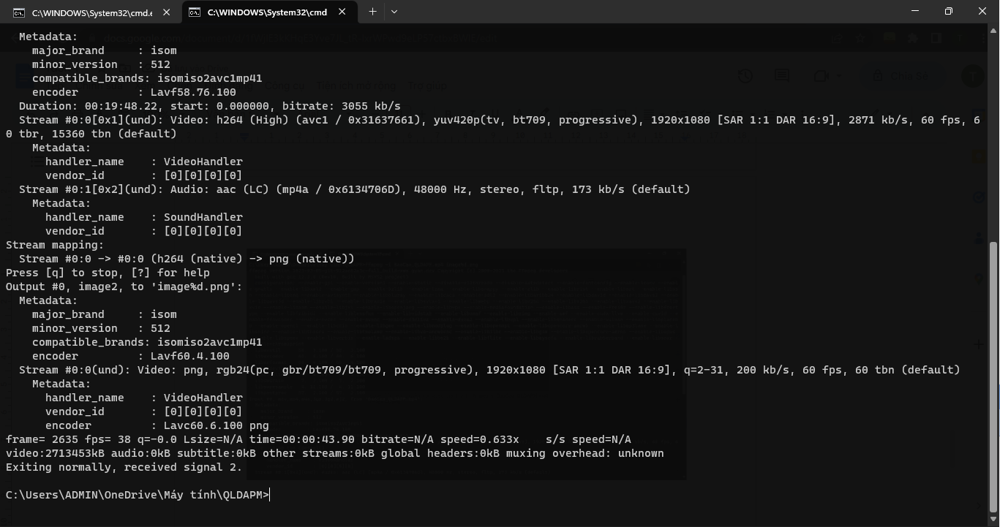 C:\WINDOWS\System32\cmd.e
C:\WINDOWS\System32\cmd
Metadata:
major_brand     : isom
minor_version   : 512
compatible_brands: isomiso2avc1mp41
encoder         : Lavf58.76.100
Duration: 00:19:48.22, start: 0.000000, bitrate: 3055 kb/s
Stream #0:0[0x1](und): Video: h264 (High) (avc1 / 0x31637661), yuv420p(tv, bt709, progressive), 1920x1080 [SAR 1:1 DAR 16:9], 2871 kb/s, 60 fps, 6
0 tbr, 15360 tbn (default)
Metadata:
handler_name    : VideoHandler
vendor_id       : [0][0][0][0]
Stream #0:1[0x2](und): Audio: aac (LC) (mp4a / 0x6134706D), 48000 Hz, stereo, fltp, 173 kb/s (default)
Metadata:
handler_name    : SoundHandler
vendor_id       : [0][0][0][0]
Stream mapping:
Stream #0:0 -> #0:0 (h264 (native) -> png (native))
Press [q] to stop, [?] for help
Output #0, image2, to 'image%d.png':
Metadata:
major_brand     : isom
minor_version   : 512
compatible_brands: isomiso2avc1mp41
encoder         : Lavf60.4.100
Stream #0:0(und): Video: png, rgb24(pc, gbr/bt709/bt709, progressive), 1920x1080 [SAR 1:1 DAR 16:9], q=2-31, 200 kb/s, 60 fps, 60 tbn (default)
Metadata:
handler_name    : VideoHandler
vendor_id       : [0][0][0][0]
encoder         : Lavc60.6.100 png
frame= 2635 fps= 38 q=-0.0 Lsize=N/A time=00:00:43.90 bitrate=N/A speed=0.633x    s/s speed=N/A
video:2713453kB audio:0kB subtitle:0kB other streams:0kB global headers:0kB muxing overhead: unknown
Exiting normally, received signal 2.
C:\Users\ADMIN\OneDrive\Máy tính\QLDAPM>